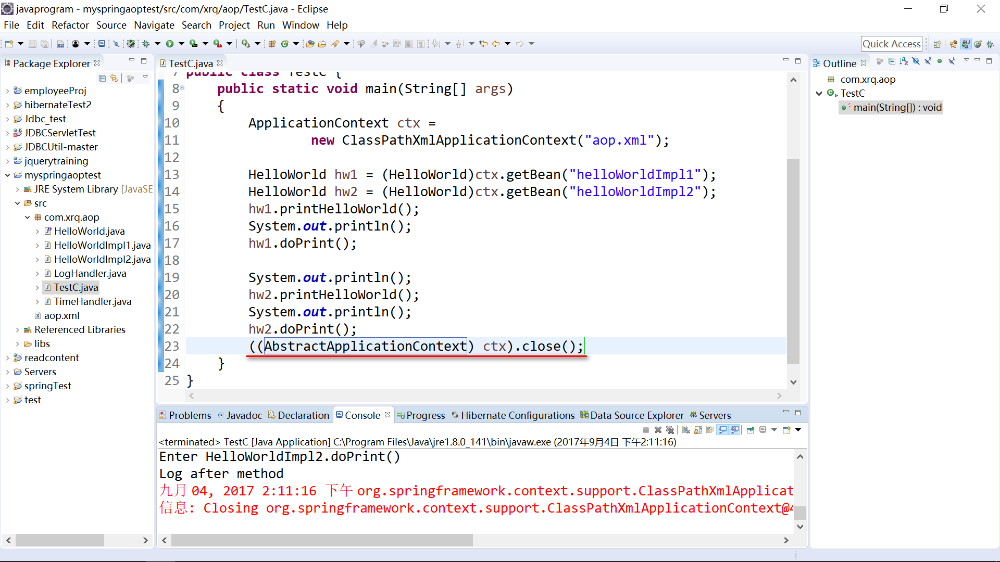 javaprogram - myspringaoptest/src/com/xrq/aop/TestC.java - Eclipse
File Edit Refactor Source Navigate Search Project Run Window Help
Quick Access
Package Explorer
employeeProj
hibernateTest2
Jdbc_test
JDBCServletTest
JDBCUtil-master
jquerytraining
myspringaoptest
JRE System Library [JavaSE
src
com.xrq.aop
HelloWorld.java
HelloWorldImpl1.java
HelloWorldImpl2.java
LogHandler.java
TestC.java
TimeHandler.java
aop.xml
Referenced Libraries
libs
readcontent
Servers
springTest
test
TestC.java
7 public class TestC {
8 public static void main(String[] args)
9 {
10 ApplicationContext ctx =
11 new ClassPathXmlApplicationContext("aop.xml");
12
13 HelloWorld hw1 = (HelloWorld)ctx.getBean("helloWorldImpl1");
14 HelloWorld hw2 = (HelloWorld)ctx.getBean("helloWorldImpl2");
15 hw1.printHelloWorld();
16 System.out.println();
17 hw1.doPrint();
18
19 System.out.println();
20 hw2.printHelloWorld();
21 System.out.println();
22 hw2.doPrint();
23 ((AbstractApplicationContext) ctx).close();
24 }
25 }
Problems Javadoc Declaration Console Progress Hibernate Configurations Data Source Explorer Servers
<terminated> TestC [Java Application] C:\Program Files\Java\jre1.8.0_141\bin\javaw.exe (2017年9月4日 下午2:11:16)
Enter HelloWorldImpl2.doPrint()
Log after method
九月 04, 2017 2:11:16 下午 org.springframework.context.support.ClassPathXmlApplicat
信息: Closing org.springframework.context.support.ClassPathXmlApplicationContext@4
Outline
com.xrq.aop
TestC
main(String[]) : void